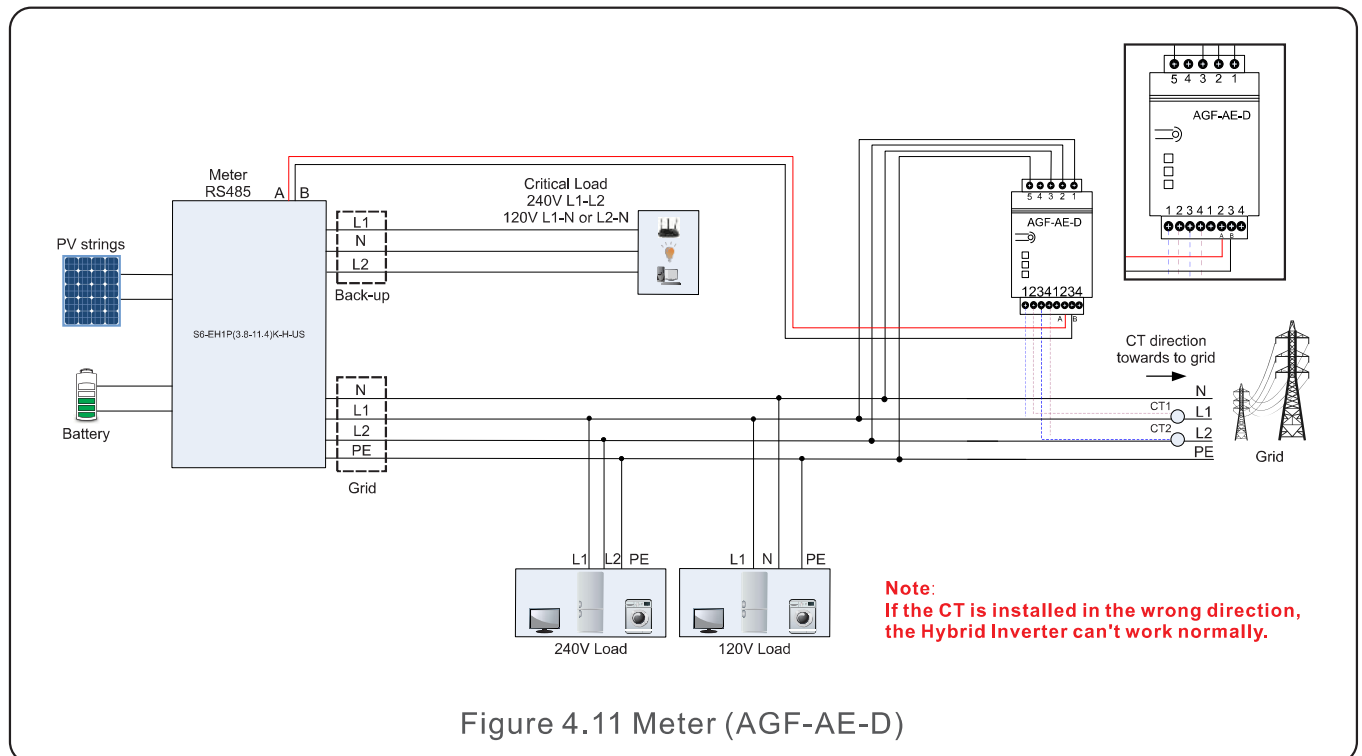 Meter
RS485
A B
PV strings
S6-EH1P(3.8-11.4)K-H-US
Battery
L1
N
L2
Back-up
Critical Load
240V L1-L2
120V L1-N or L2-N
N
L1
L2
PE
Grid
5 4 3 2 1
AGF-AE-D
12341234
A B
5 4 3 2 1
AGF-AE-D
1 2 3 4 1 2 3 4
A B
CT direction
towards to grid
N
CT1 L1
CT2 L2
PE
Grid
L1 L2 PE
240V Load
L1 N PE
120V Load
Note:
If the CT is installed in the wrong direction,
the Hybrid Inverter can't work normally.
Figure 4.11 Meter (AGF-AE-D)